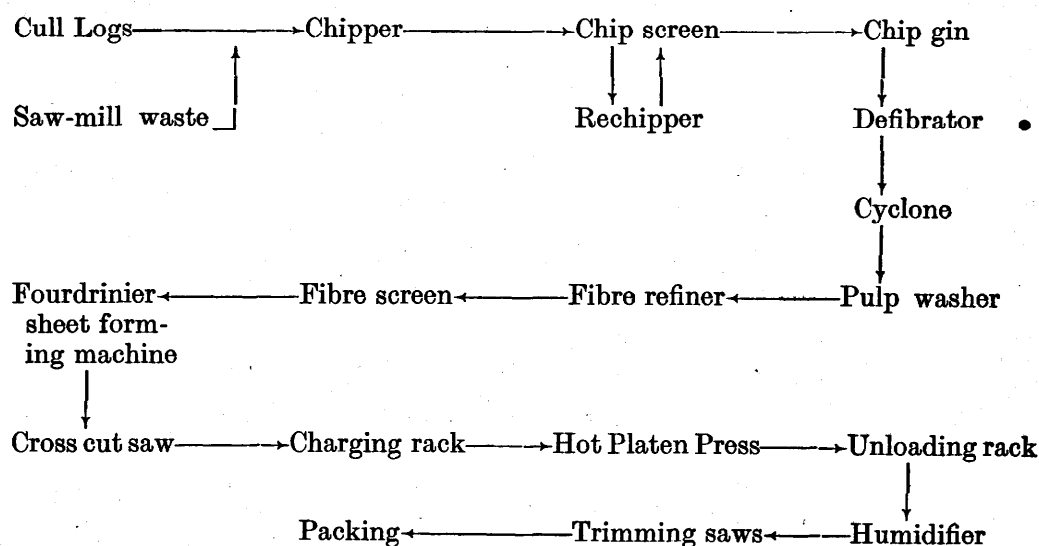 Cull Logs Chipper Chip screen Chip gin
Saw-mill waste Rechipper Defibrator
Cyclone
Fourdrinier Fibre screen Fibre refiner Pulp washer
sheet form-
ing machine
Cross cut saw Charging rack Hot Platen Press Unloading rack
Packing Trimming saws Humidifier